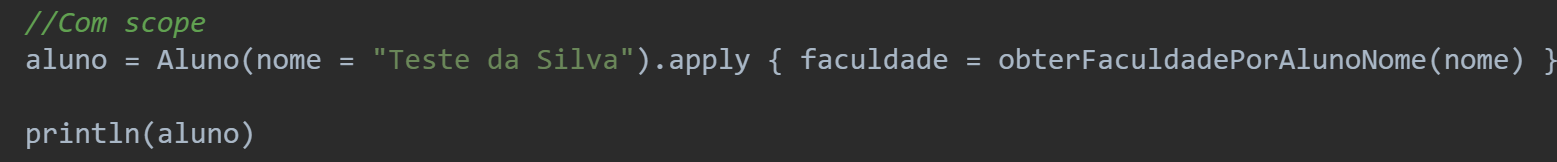 //Com scope
aluno = Aluno(nome = "Teste da Silva").apply { faculdade = obterFaculdadePorAlunoNome(nome) }
println(aluno)